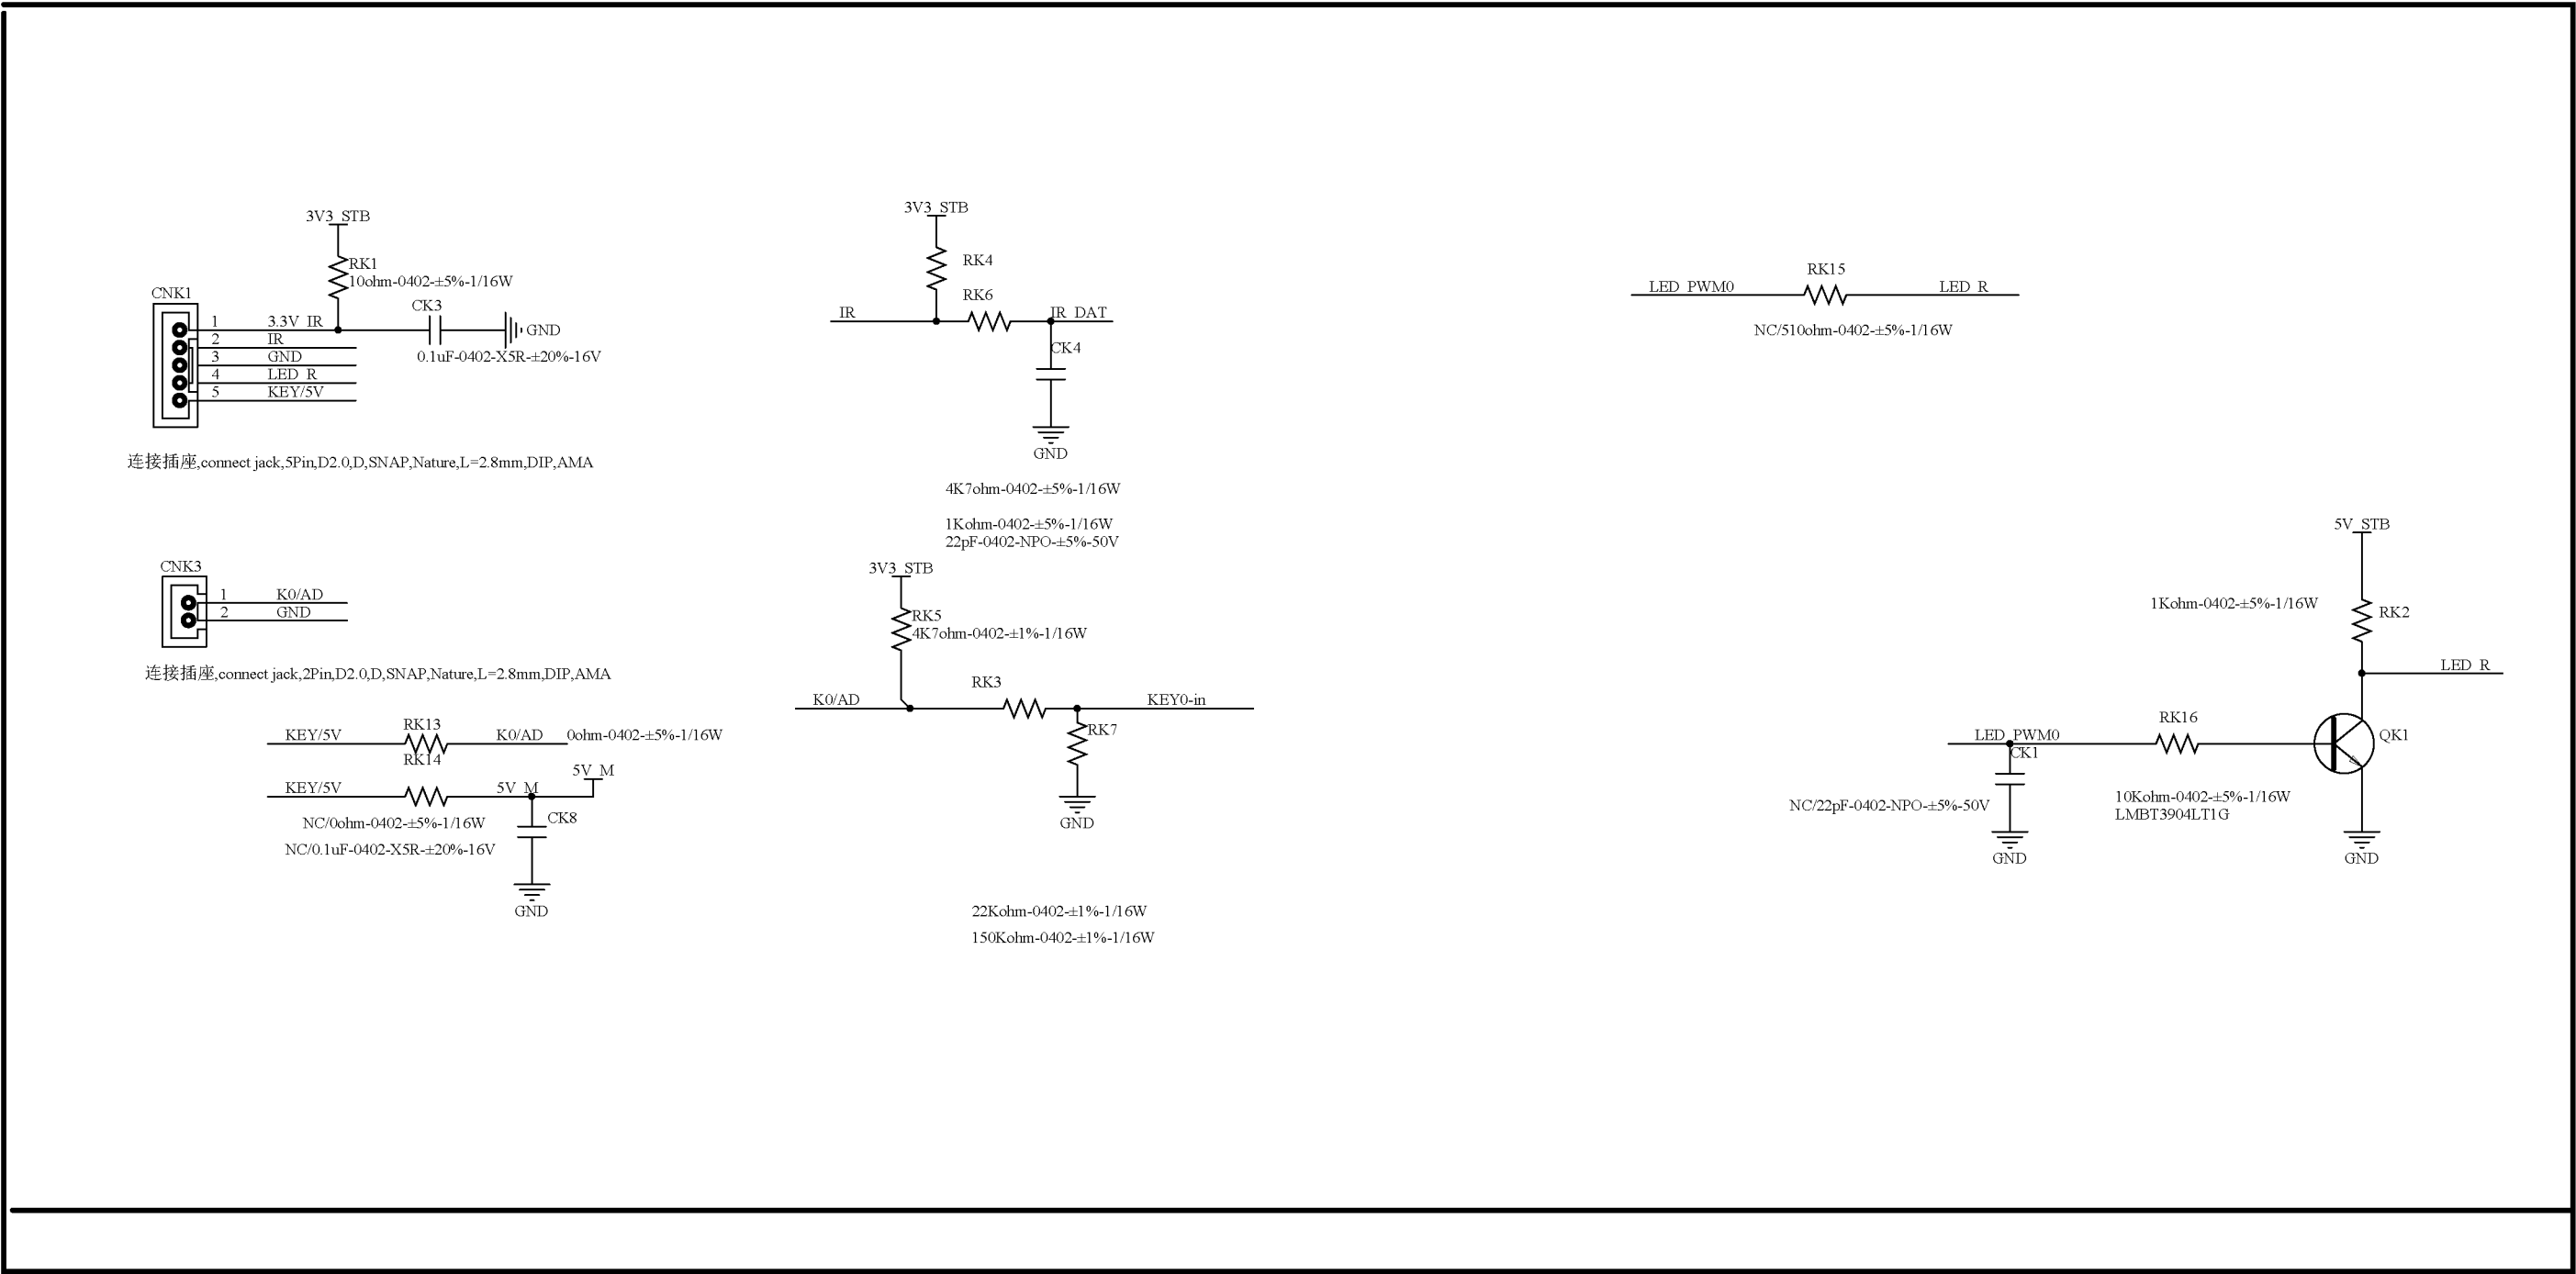 3V3_STB
RK1
10ohm-0402-±5%-1/16W
CNK1
CK3
1 3.3V_IR
GND
2 IR
3 GND
0.1uF-0402-X5R-±20%-16V
4 LED_R
5 KEY/5V
连接插座,connect jack,5Pin,D2.0,D,SNAP,Nature,L=2.8mm,DIP,AMA
CNK3
1 K0/AD
2 GND
连接插座,connect jack,2Pin,D2.0,D,SNAP,Nature,L=2.8mm,DIP,AMA
RK13
KEY/5V K0/AD 0ohm-0402-±5%-1/16W
RK14
5V_M
KEY/5V 5V_M
CK8
NC/0ohm-0402-±5%-1/16W
NC/0.1uF-0402-X5R-±20%-16V
GND
3V3_STB
RK4
RK6
IR IR_DAT
CK4
GND
4K7ohm-0402-±5%-1/16W
1Kohm-0402-±5%-1/16W
22pF-0402-NPO-±5%-50V
3V3_STB
RK5
4K7ohm-0402-±1%-1/16W
RK3
K0/AD KEY0-in
RK7
GND
22Kohm-0402-±1%-1/16W
150Kohm-0402-±1%-1/16W
RK15
LED_PWM0 LED_R
NC/510ohm-0402-±5%-1/16W
5V_STB
1Kohm-0402-±5%-1/16W
RK2
LED_R
RK16
LED_PWM0
QK1
CK1
NC/22pF-0402-NPO-±5%-50V
10Kohm-0402-±5%-1/16W
LMBT3904LT1G
GND
GND